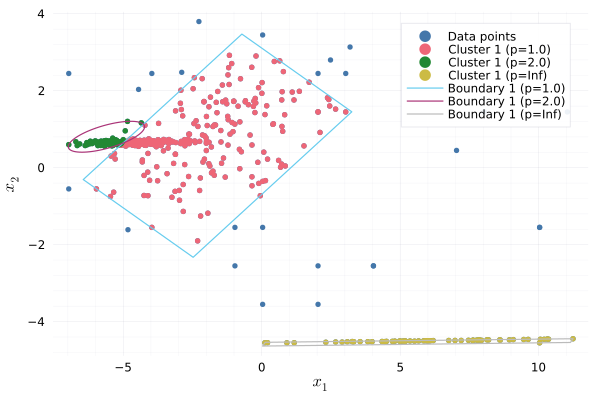 4
2
0
−2
−4
x2
Data points
Cluster 1 (p=1.0)
Cluster 1 (p=2.0)
Cluster 1 (p=Inf)
Boundary 1 (p=1.0)
Boundary 1 (p=2.0)
Boundary 1 (p=Inf)
−5
0
5
10
x1